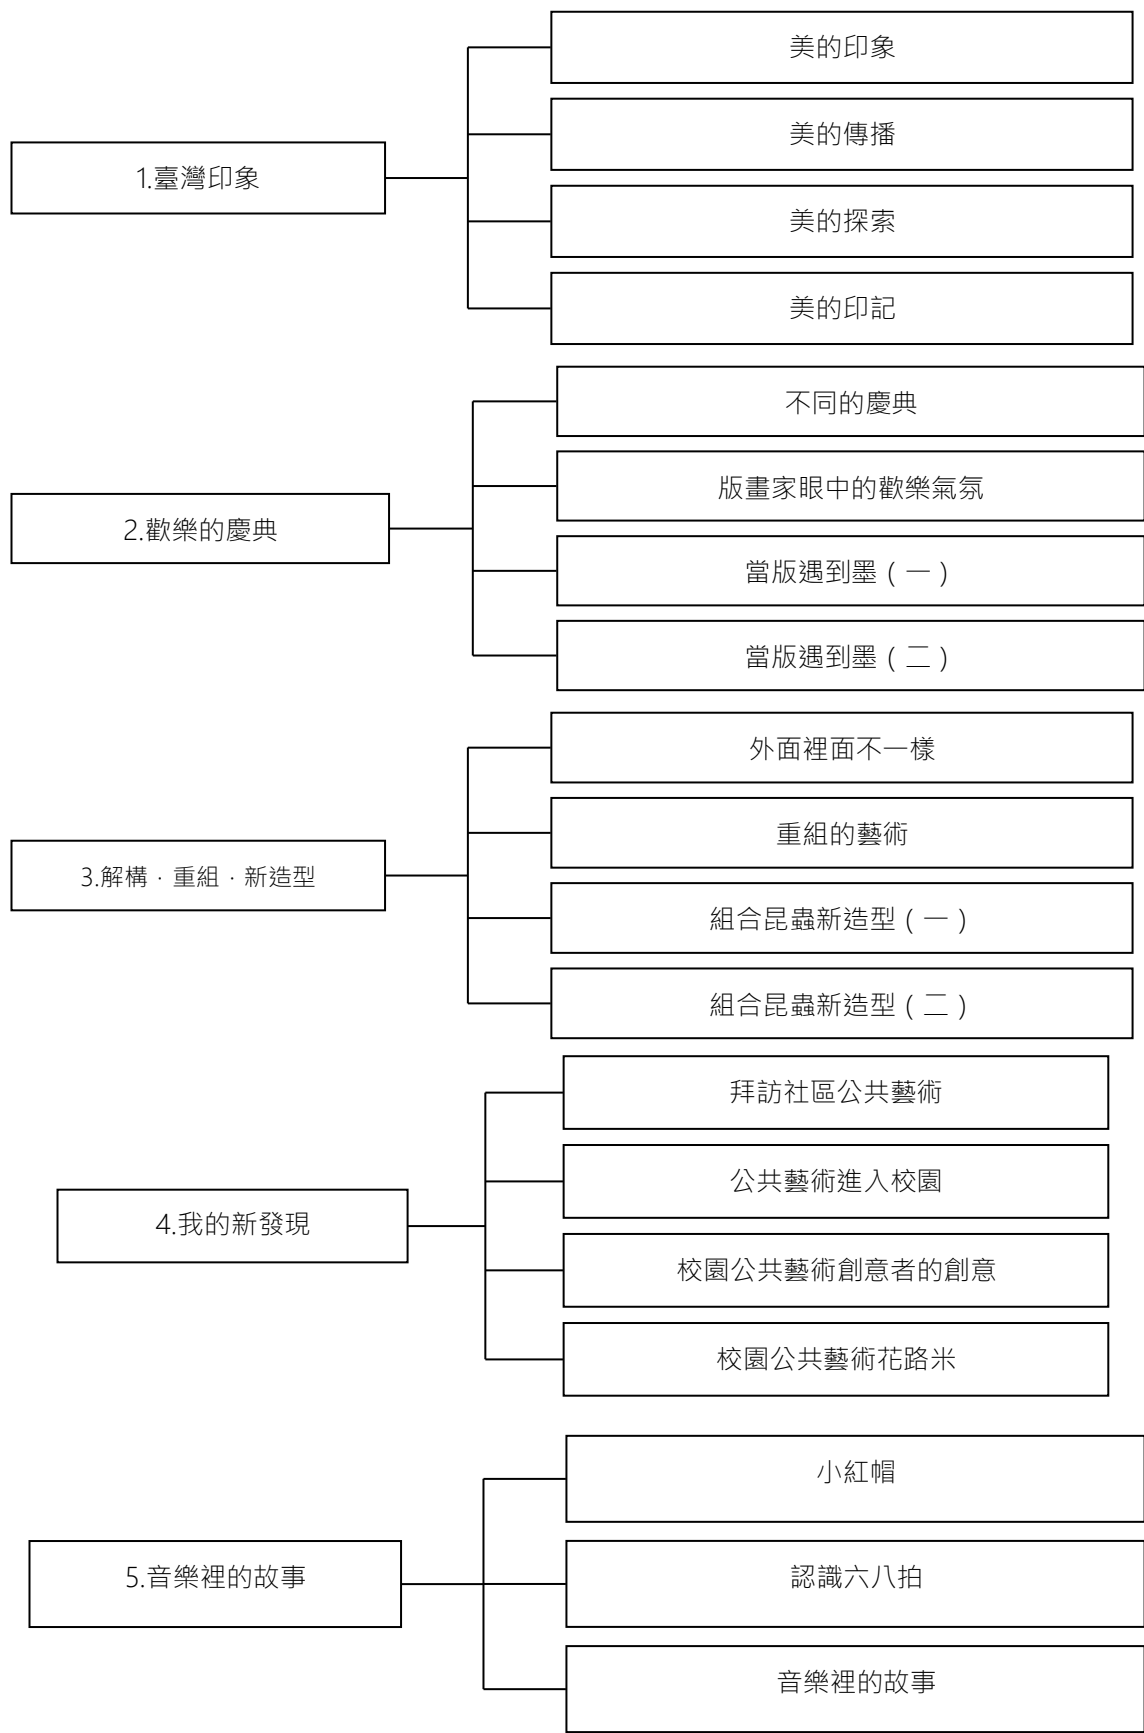 1.臺灣印象
美的印象
美的傳播
美的探索
美的印記
2.歡樂的慶典
不同的慶典
版畫家眼中的歡樂氣氛
當版遇到墨（一）
當版遇到墨（二）
3.解構．重組．新造型
外面裡面不一樣
重組的藝術
組合昆蟲新造型（一）
組合昆蟲新造型（二）
4.我的新發現
拜訪社區公共藝術
公共藝術進入校園
校園公共藝術創意者的創意
校園公共藝術花路米
5.音樂裡的故事
小紅帽
認識六八拍
音樂裡的故事